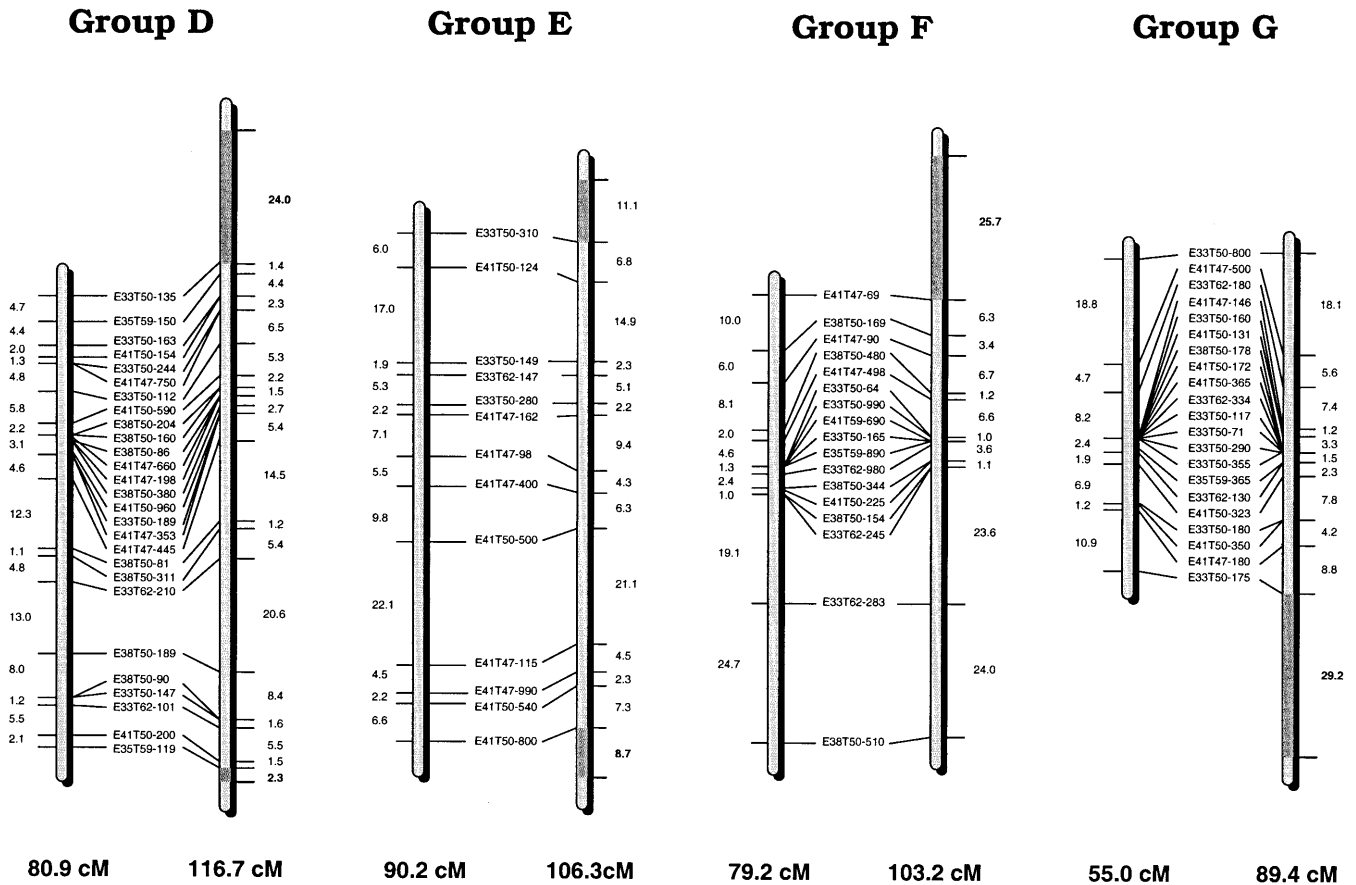 Group D
24.0
4.7
4.4
2.0
1.3
4.8
5.8
2.2
3.1
4.6
12.3
1.1
4.8
13.0
8.0
1.2
5.5
2.1
E33T50-135
E35T59-150
E33T50-163
E41T50-154
E33T50-244
E41T47-750
E33T50-112
E41T50-590
E38T50-204
E38T50-160
E38T50-86
E41T47-660
E41T47-198
E38T50-380
E41T50-960
E33T50-189
E41T47-353
E41T47-445
E38T50-81
E38T50-311
E33T62-210
E38T50-189
E38T50-90
E33T50-147
E33T62-101
E41T50-200
E35T59-119
1.4
4.4
2.3
6.5
5.3
2.2
1.5
2.7
5.4
14.5
1.2
5.4
20.6
8.4
1.6
5.5
1.5
2.3
80.9 cM
116.7 cM
Group E
6.0
17.0
1.9
5.3
2.2
7.1
5.5
9.8
22.1
4.5
2.2
6.6
E33T50-310
E41T50-124
E33T50-149
E33T62-147
E33T50-280
E41T47-162
E41T47-98
E41T47-400
E41T50-500
E41T47-115
E41T47-990
E41T50-540
E41T50-800
11.1
6.8
14.9
2.3
5.1
2.2
9.4
4.3
6.3
21.1
4.5
2.3
7.3
8.7
90.2 cM
106.3cM
Group F
10.0
6.0
8.1
2.0
4.6
1.3
2.4
1.0
19.1
24.7
E41T47-69
E38T50-169
E41T47-90
E38T50-480
E41T47-498
E33T50-64
E33T50-990
E41T59-690
E33T50-165
E35T59-890
E33T62-980
E38T50-344
E41T50-225
E38T50-154
E33T62-245
E33T62-283
E38T50-510
25.7
6.3
3.4
6.7
1.2
6.6
1.0
3.6
1.1
23.6
24.0
79.2 cM
103.2 cM
Group G
18.8
4.7
8.2
2.4
1.9
6.9
1.2
10.9
E33T50-800
E41T47-500
E33T62-180
E41T47-146
E33T50-160
E41T50-131
E38T50-178
E41T50-172
E41T50-365
E33T62-334
E33T50-117
E33T50-71
E33T50-290
E33T50-355
E35T59-365
E33T62-130
E41T50-323
E33T50-180
E41T50-350
E41T47-180
E33T50-175
18.1
5.6
7.4
1.2
3.3
1.5
2.3
7.8
4.2
8.8
29.2
55.0 cM
89.4 cM